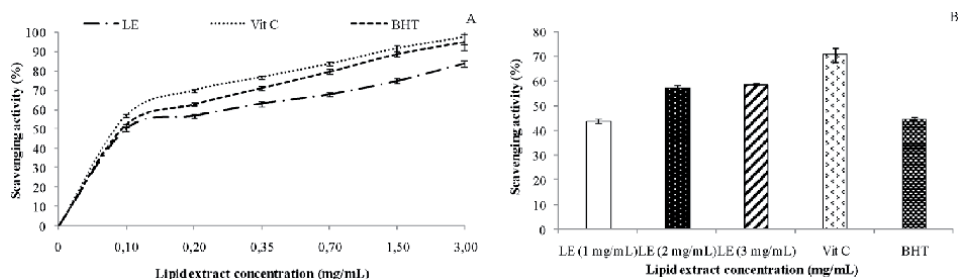 LE Vit C BHT A
Scavenging activity (%)
100
90
80
70
60
50
40
30
20
10
0
0 0,10 0,20 0,35 0,70 1,50 3,00
Lipid extract concentration (mg/mL)
B
Scavenging activity (%)
80
70
60
50
40
30
20
10
0
LE (1 mg/mL) LE (2 mg/mL) LE (3 mg/mL) Vit C BHT
Lipid extract concentration (mg/mL)